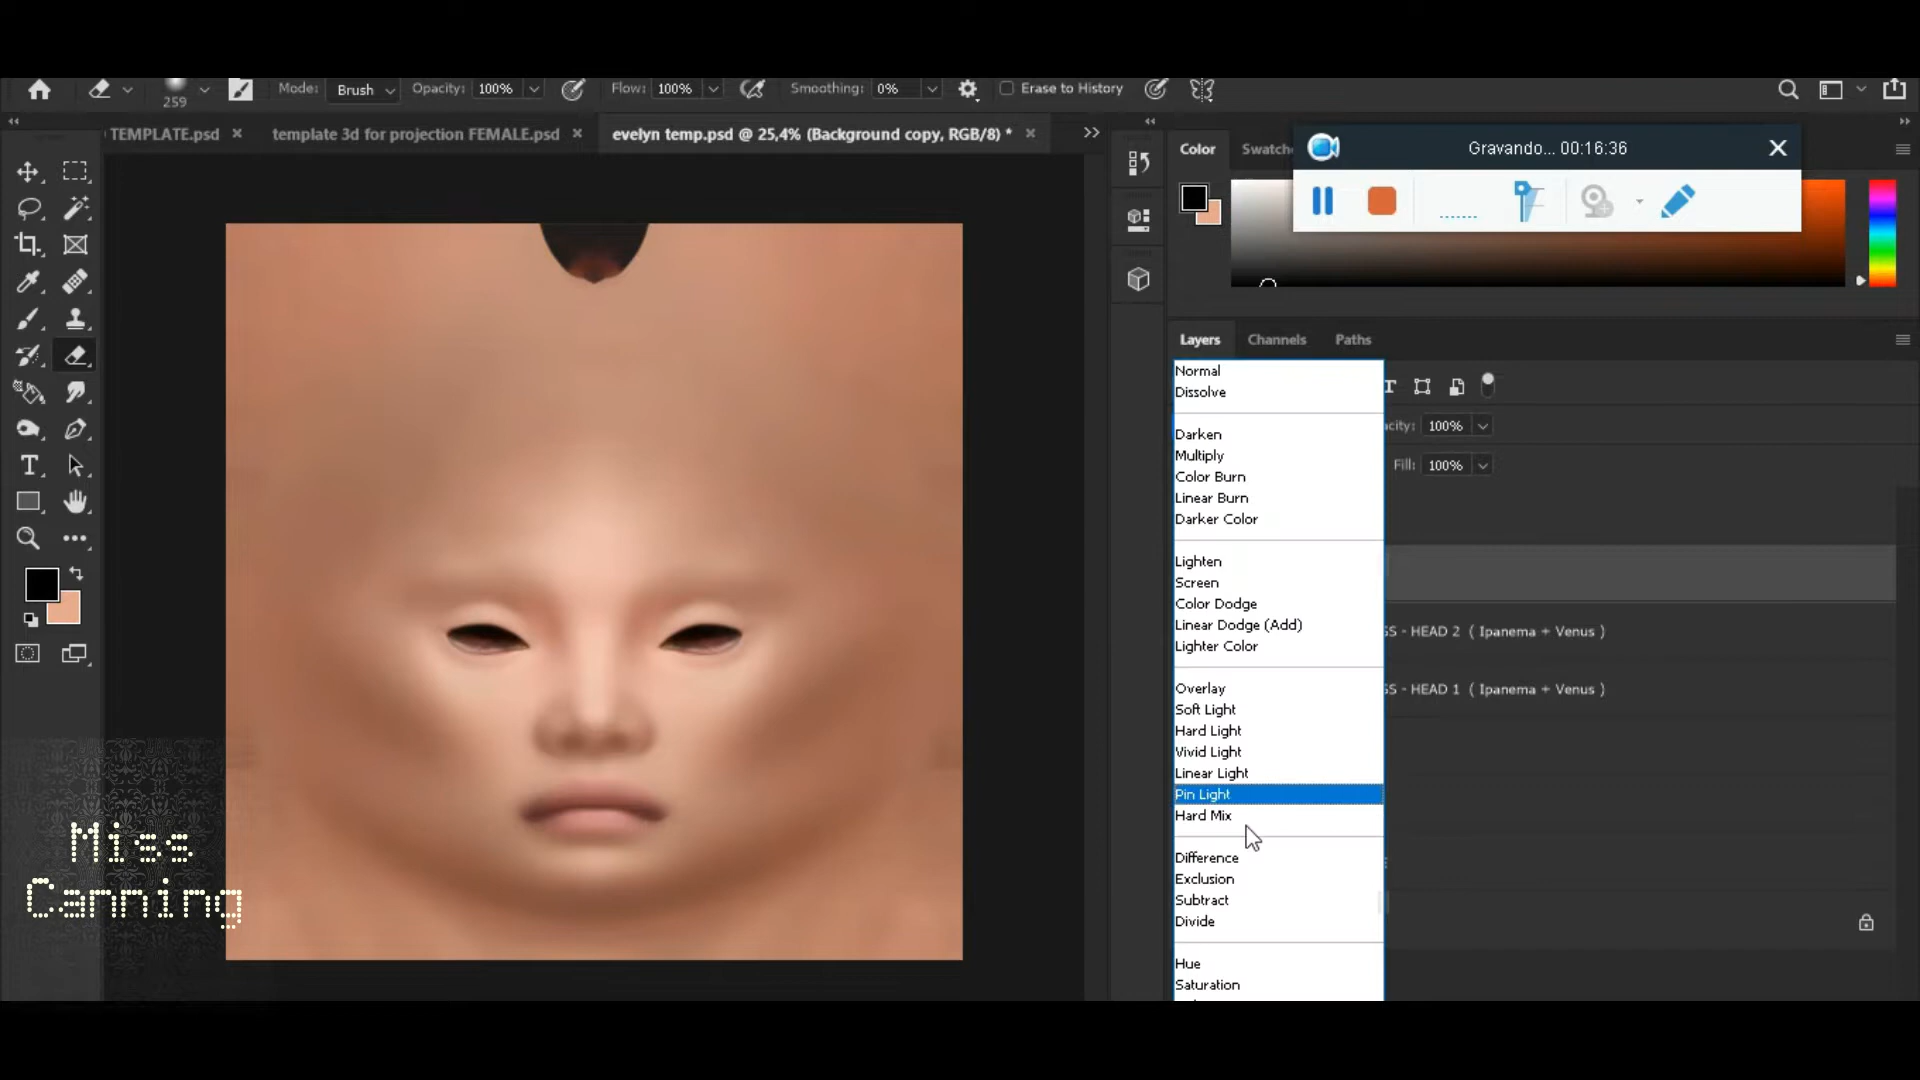 259
Mode: Brush Opacity: 100% Flow: 100% Smoothing: 0% Erase to History
TEMPLATE.psd × template 3d for projection FEMALE.psd × evelyn temp.psd @ 25,4% (Background copy, RGB/8) * ×
Color
Gravando... 00:16:36
Layers Channels Paths
Normal
Dissolve
Darken
Multiply
Color Burn
Linear Burn
Darker Color
Lighten
Screen
Color Dodge
Linear Dodge (Add)
Lighter Color
Overlay
Soft Light
Hard Light
Vivid Light
Linear Light
Pin Light
Hard Mix
Difference
Exclusion
Subtract
Divide
Hue
Saturation
100%
Fill: 100%
- HEAD 2 ( Ipanema + Venus )
- HEAD 1 ( Ipanema + Venus )
Miss
Canning